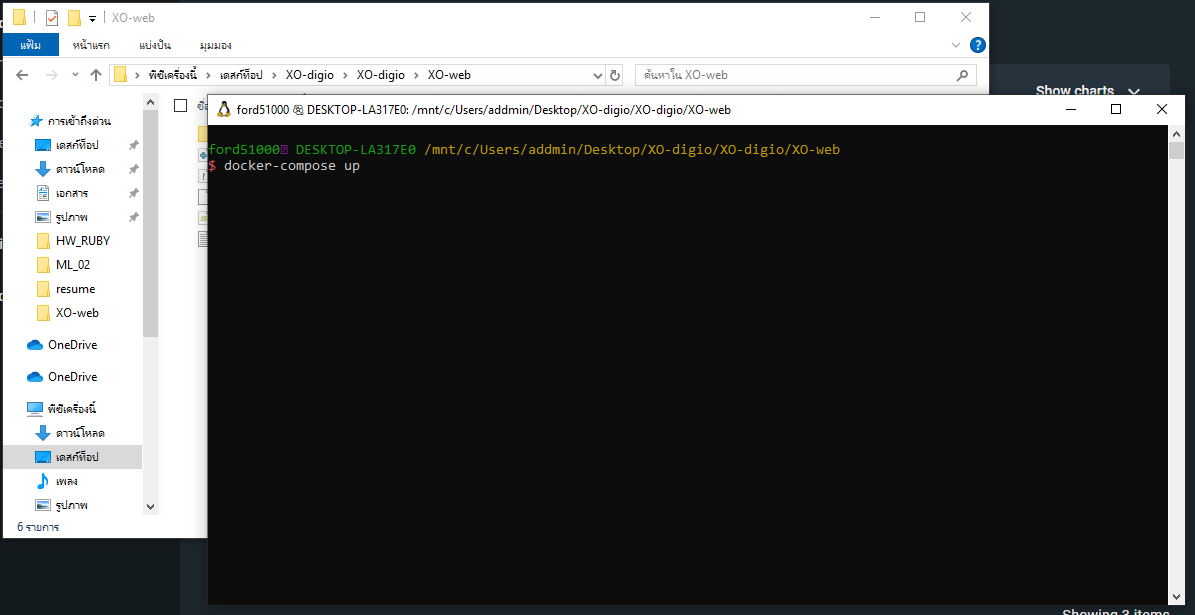 XO-web
แฟ้ม หน้าแรก แบ่งปัน มุมมอง
พีซีเครื่องนี้ เดสก์ท็อป XO-digio XO-digio XO-web
ค้นหาใน XO-web
Show charts
ford51000 DESKTOP-LA317E0: /mnt/c/Users/addmin/Desktop/XO-digio/XO-digio/XO-web
การเข้าถึงด่วน
เดสก์ท็อป
ดาวน์โหลด
เอกสาร
รูปภาพ
HW_RUBY
ML_02
resume
XO-web
OneDrive
OneDrive
พีซีเครื่องนี้
ดาวน์โหลด
เดสก์ท็อป
เพลง
รูปภาพ
6 รายการ
ford51000 DESKTOP-LA317E0 /mnt/c/Users/addmin/Desktop/XO-digio/XO-digio/XO-web
$ docker-compose up
Showing 3 items